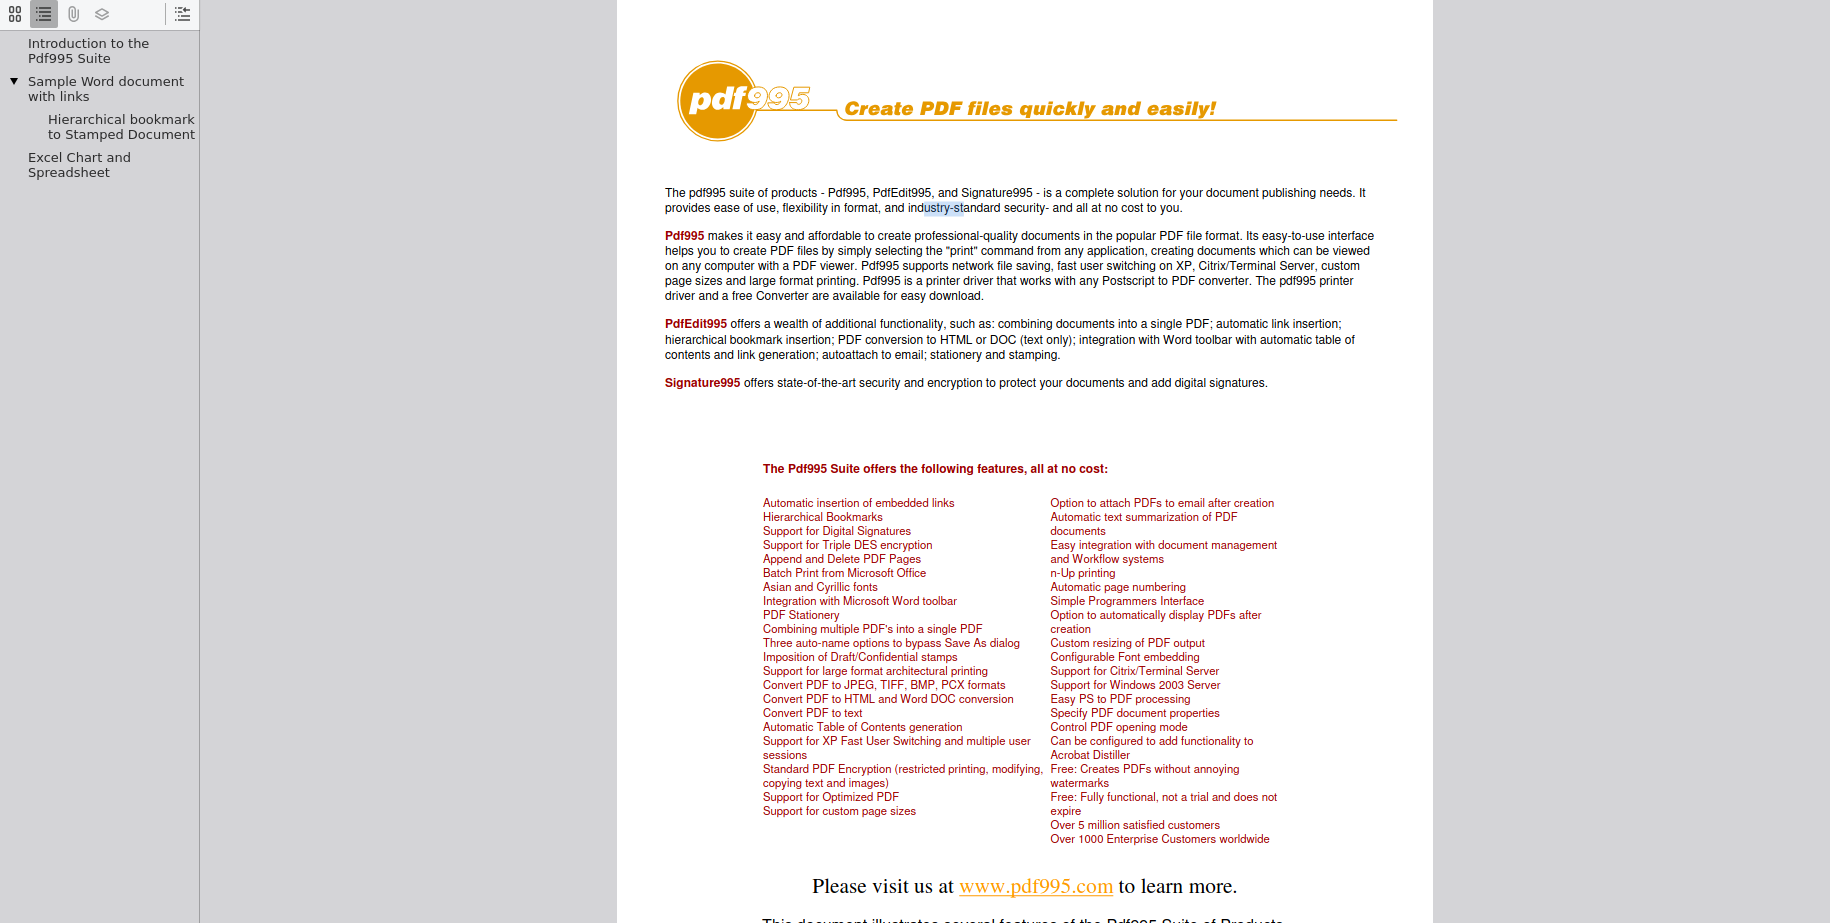 Introduction to the
Pdf995 Suite
Sample Word document
with links
Hierarchical bookmark
to Stamped Document
Excel Chart and
Spreadsheet
pdf995
Create PDF files quickly and easily!
The pdf995 suite of products - Pdf995, PdfEdit995, and Signature995 - is a complete solution for your document publishing needs. It
provides ease of use, flexibility in format, and industry-standard security- and all at no cost to you.
Pdf995 makes it easy and affordable to create professional-quality documents in the popular PDF file format. Its easy-to-use interface
helps you to create PDF files by simply selecting the "print" command from any application, creating documents which can be viewed
on any computer with a PDF viewer. Pdf995 supports network file saving, fast user switching on XP, Citrix/Terminal Server, custom
page sizes and large format printing. Pdf995 is a printer driver that works with any Postscript to PDF converter. The pdf995 printer
driver and a free Converter are available for easy download.
PdfEdit995 offers a wealth of additional functionality, such as: combining documents into a single PDF; automatic link insertion;
hierarchical bookmark insertion; PDF conversion to HTML or DOC (text only); integration with Word toolbar with automatic table of
contents and link generation; autoattach to email; stationery and stamping.
Signature995 offers state-of-the-art security and encryption to protect your documents and add digital signatures.
The Pdf995 Suite offers the following features, all at no cost:
Automatic insertion of embedded links
Hierarchical Bookmarks
Support for Digital Signatures
Support for Triple DES encryption
Append and Delete PDF Pages
Batch Print from Microsoft Office
Asian and Cyrillic fonts
Integration with Microsoft Word toolbar
PDF Stationery
Combining multiple PDF's into a single PDF
Three auto-name options to bypass Save As dialog
Imposition of Draft/Confidential stamps
Support for large format architectural printing
Convert PDF to JPEG, TIFF, BMP, PCX formats
Convert PDF to HTML and Word DOC conversion
Convert PDF to text
Automatic Table of Contents generation
Support for XP Fast User Switching and multiple user
sessions
Standard PDF Encryption (restricted printing, modifying,
copying text and images)
Support for Optimized PDF
Support for custom page sizes
Option to attach PDFs to email after creation
Automatic text summarization of PDF
documents
Easy integration with document management
and Workflow systems
n-Up printing
Automatic page numbering
Simple Programmers Interface
Option to automatically display PDFs after
creation
Custom resizing of PDF output
Configurable Font embedding
Support for Citrix/Terminal Server
Support for Windows 2003 Server
Easy PS to PDF processing
Specify PDF document properties
Control PDF opening mode
Can be configured to add functionality to
Acrobat Distiller
Free: Creates PDFs without annoying
watermarks
Free: Fully functional, not a trial and does not
expire
Over 5 million satisfied customers
Over 1000 Enterprise Customers worldwide
Please visit us at www.pdf995.com to learn more.
This document illustrates several features of the Pdf995 Suite of Products.